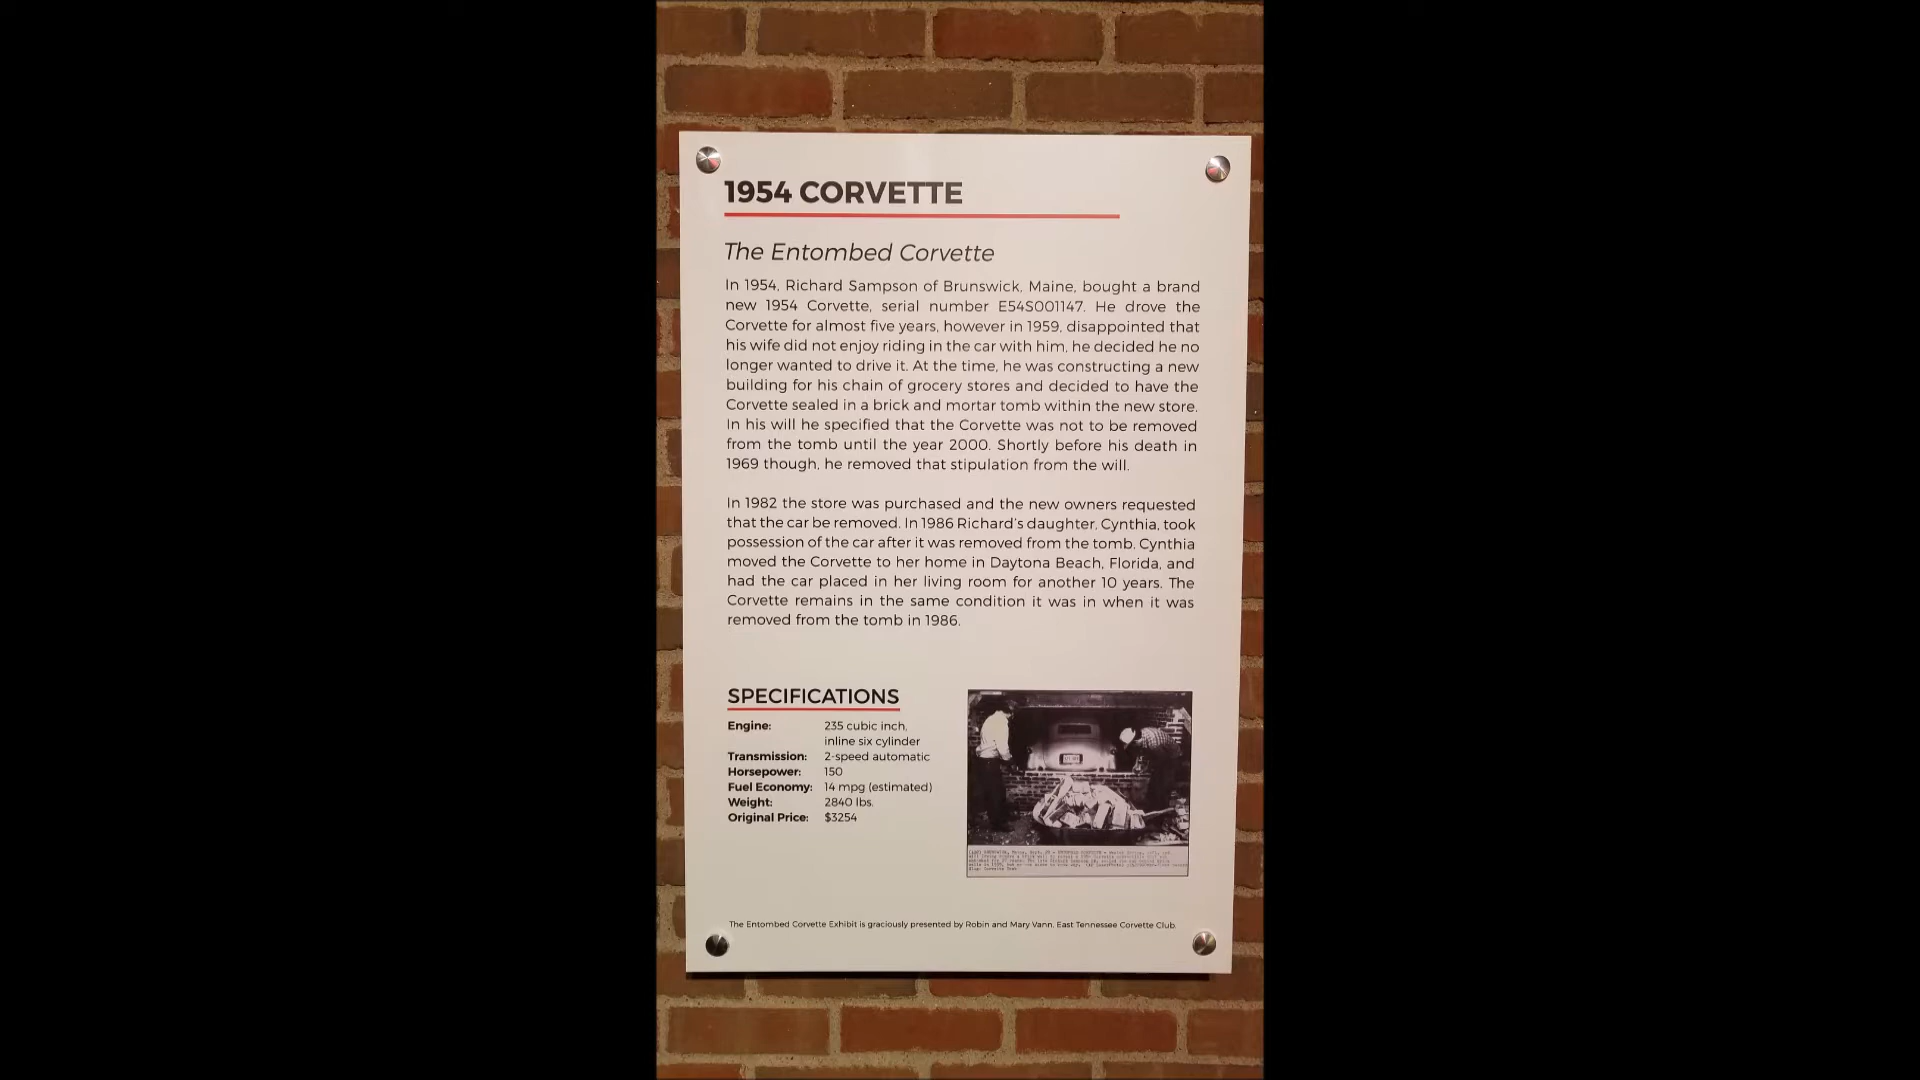 1954 CORVETTE
The Entombed Corvette
In 1954, Richard Sampson of Brunswick, Maine, bought a brand
new 1954 Corvette, serial number E54S001147. He drove the
Corvette for almost five years, however in 1959, disappointed that
his wife did not enjoy riding in the car with him, he decided he no
longer wanted to drive it. At the time, he was constructing a new
building for his chain of grocery stores and decided to have the
Corvette sealed in a brick and mortar tomb within the new store.
In his will he specified that the Corvette was not to be removed
from the tomb until the year 2000. Shortly before his death in
1969 though, he removed that stipulation from the will.
In 1982 the store was purchased and the new owners requested
that the car be removed. In 1986 Richard's daughter, Cynthia, took
possession of the car after it was removed from the tomb. Cynthia
moved the Corvette to her home in Daytona Beach, Florida, and
had the car placed in her living room for another 10 years. The
Corvette remains in the same condition it was in when it was
removed from the tomb in 1986.
SPECIFICATIONS
Engine: 235 cubic inch,
inline six cylinder
Transmission: 2-speed automatic
Horsepower: 150
Fuel Economy: 14 mpg (estimated)
Weight: 2840 lbs.
Original Price: $3254
The Entombed Corvette Exhibit is graciously presented by Robin and Mary Vann, East Tennessee Corvette Club.